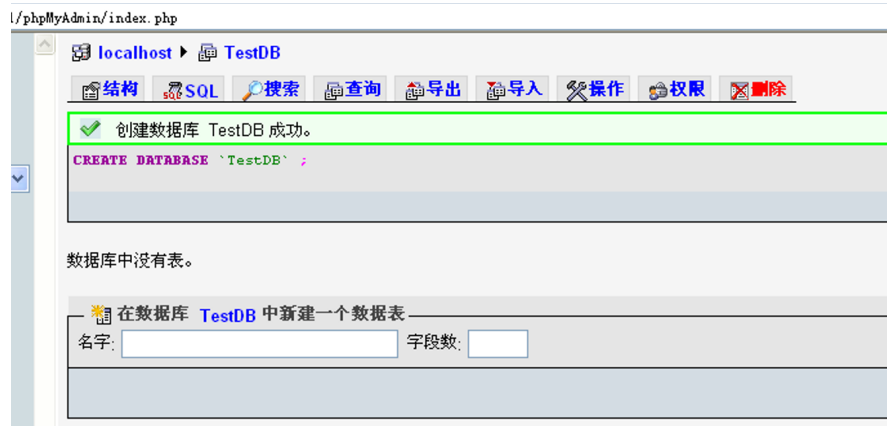 l/phpMyAdmin/index.php
localhost ▶ TestDB
结构 SQL 搜索 查询 导出 导入 操作 权限 删除
创建数据库 TestDB 成功。
CREATE DATABASE `TestDB` ;
数据库中没有表。
在数据库 TestDB 中新建一个数据表
名字: 字段数: